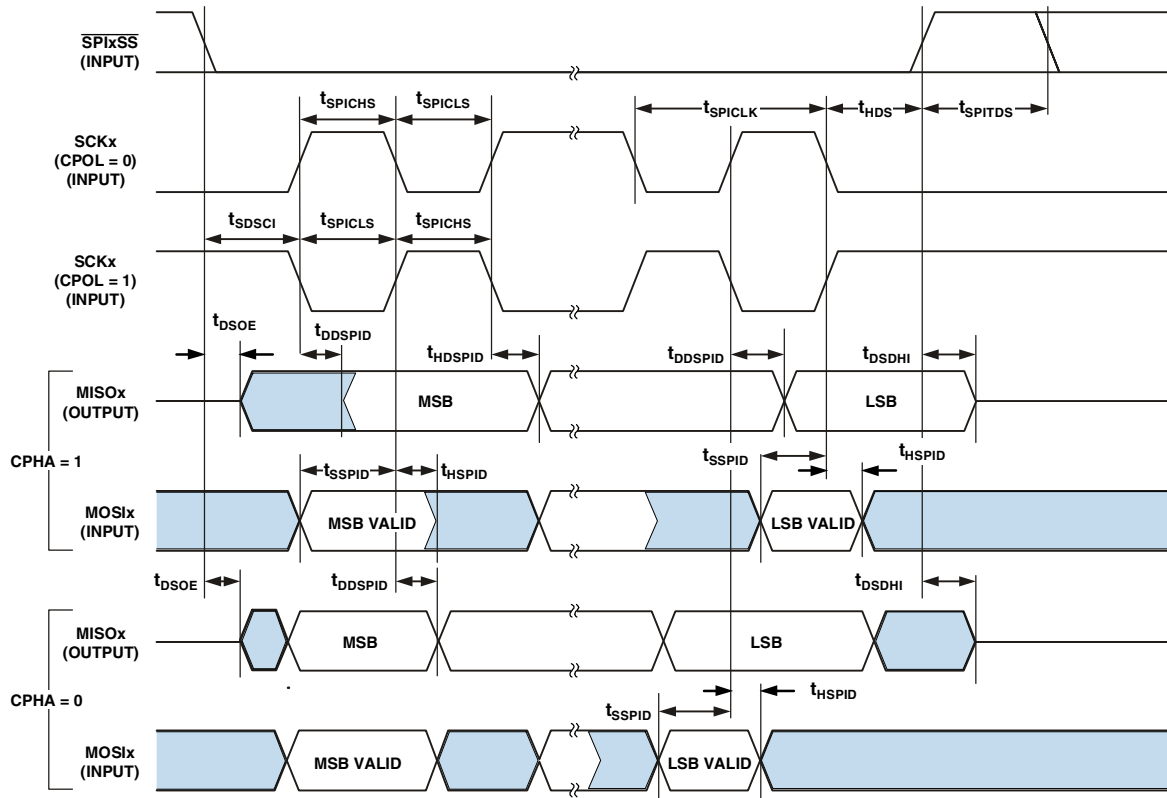 SPIxSS
(INPUT)
tSPICHS tSPICLS tSPICLK tHDS tSPITDS
SCKx
(CPOL = 0)
(INPUT)
tSDSCI tSPICLS tSPICHS
SCKx
(CPOL = 1)
(INPUT)
tDSOE tDDSPID tHDSPID tDDSPID tDSDHI
CPHA = 1
MISOx
(OUTPUT)
MSB LSB
tSSPID tHSPID tSSPID tHSPID
MOSIx
(INPUT)
MSB VALID LSB VALID
tDSOE tDDSPID tDSDHI
CPHA = 0
MISOx
(OUTPUT)
MSB LSB
tSSPID tHSPID
MOSIx
(INPUT)
MSB VALID LSB VALID